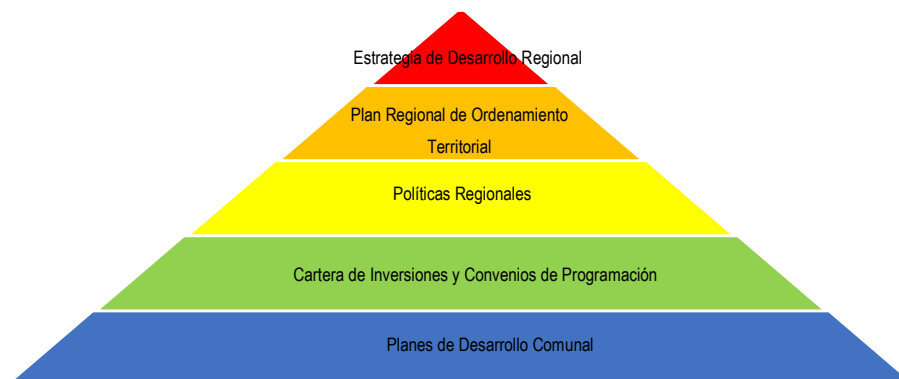 Estrategia de Desarrollo Regional
Plan Regional de Ordenamiento
Territorial
Políticas Regionales
Cartera de Inversiones y Convenios de Programación
Planes de Desarrollo Comunal